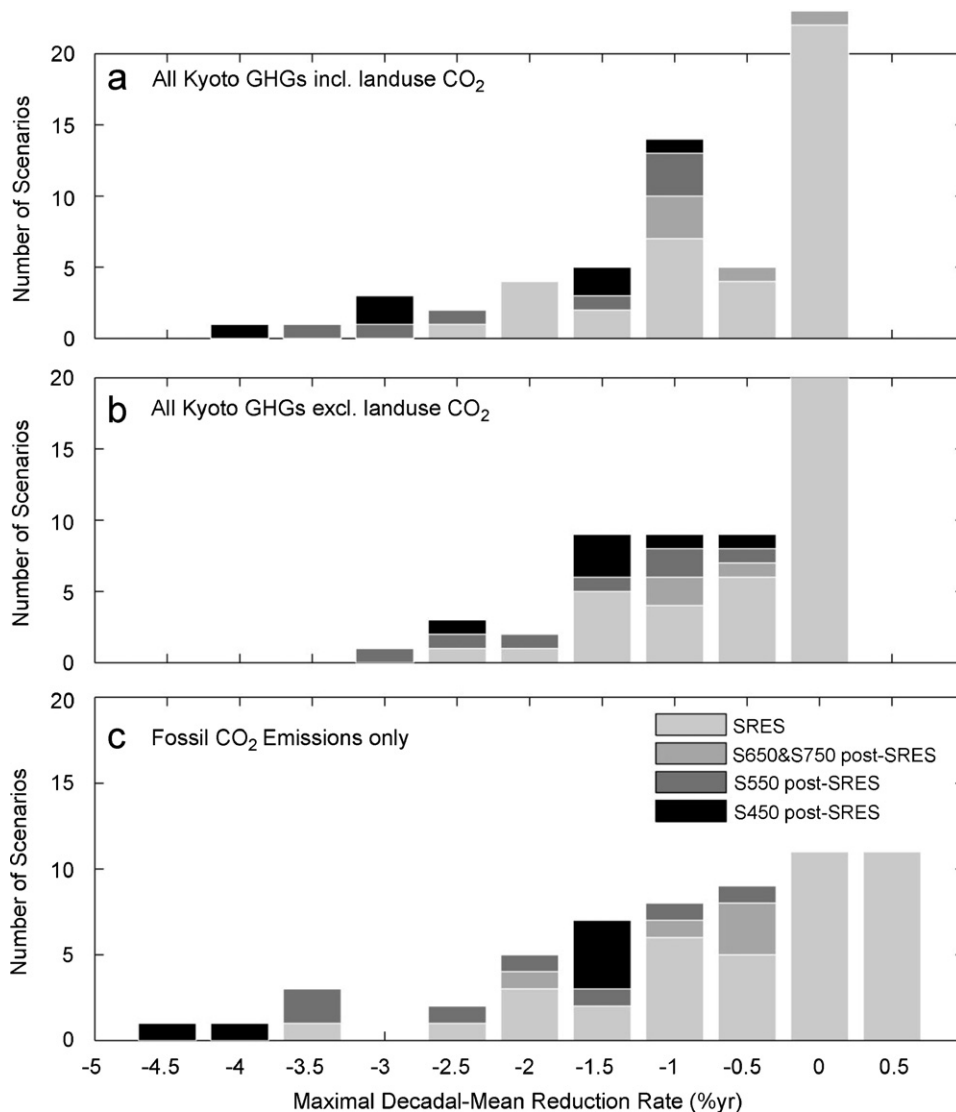 20
a All Kyoto GHGs incl. landuse CO2
15
10
5
0
Number of Scenarios
20
b All Kyoto GHGs excl. landuse CO2
15
10
5
0
Number of Scenarios
20
c Fossil CO2 Emissions only
SRES
S650&S750 post-SRES
S550 post-SRES
S450 post-SRES
15
10
5
0
Number of Scenarios
-5 -4.5 -4 -3.5 -3 -2.5 -2 -1.5 -1 -0.5 0 0.5
Maximal Decadal-Mean Reduction Rate (%yr)